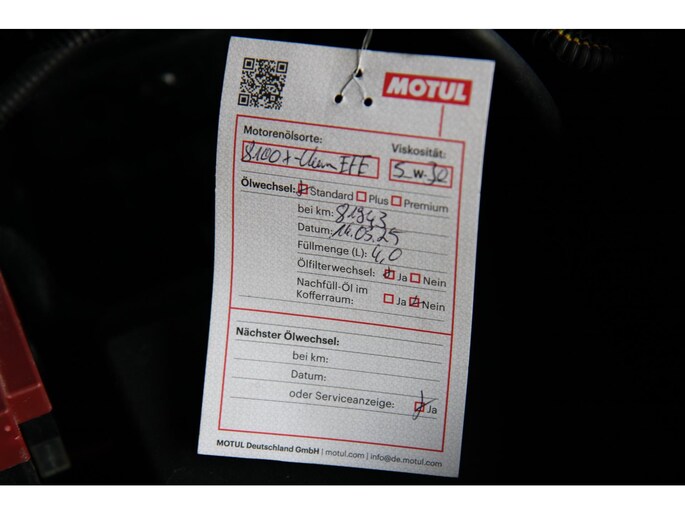 MOTUL
Motorenölsorte:
Viskosität:
8100 X-Clean EFE
5 W-30
Ölwechsel: Standard Plus Premium
bei km: 81943
Datum: 14.05.25
Füllmenge (L): 4,0
Ölfilterwechsel: Ja Nein
Nachfüll-Öl im
Kofferraum: Ja Nein
Nächster Ölwechsel:
bei km:
Datum:
oder Serviceanzeige: Ja
MOTUL Deutschland GmbH | motul.com | info@de.motul.com